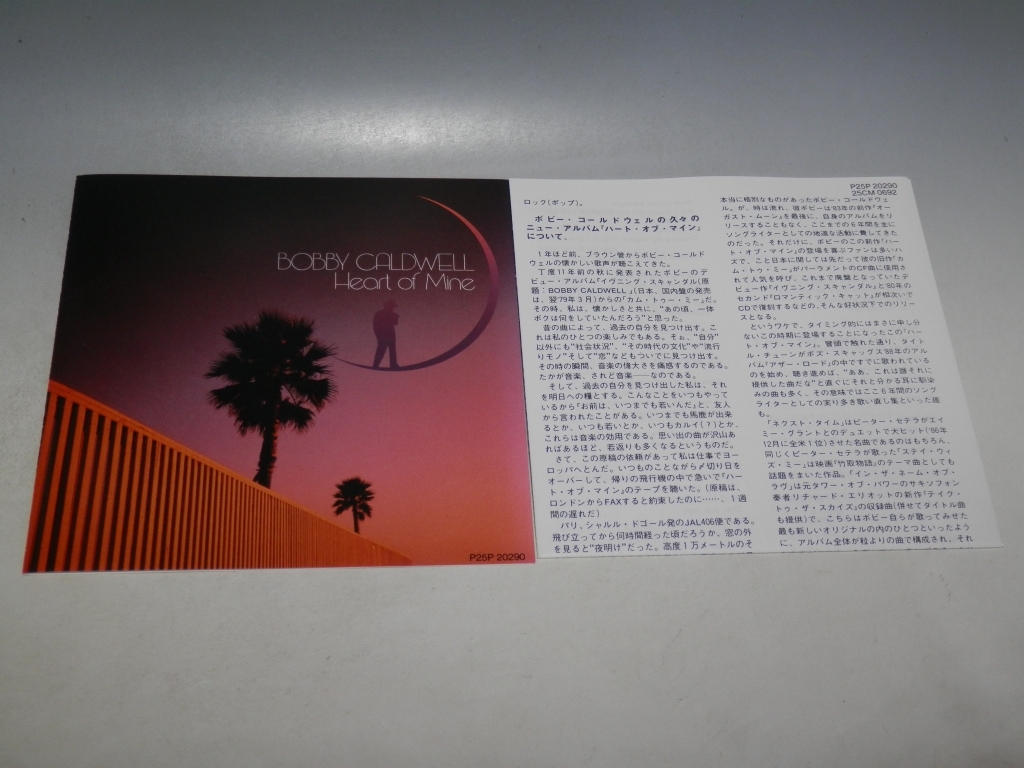 BOBBY CALDWELL
Heart of Mine
P25P 20290
P25P 20290
25CM 0692
ロック(ポップ)。
ボビー・コールドウェルの久々の
ニュー・アルバム『ハート・オブ・マイン』
について、
1年ほど前、ブラウン管からボビー・コールド
ウェルの懐かしい歌声が聴こえてきた。
丁度11年前の秋に発表されたボビーのデ
ビュー・アルバム『イヴニング・スキャンダル(原
題:BOBBY CALDWELL』(日本、国内盤の発売
は、翌'79年3月)からの「カム・トゥー・ミー」だ。
その時、私は、懐かしさと共に、“あの頃、一体
ボクは何をしていたんだろう”と思った。
昔の曲によって、過去の自分を見つけ出す。こ
れは私のひとつの楽しみでもある。そぉ、“自分”
以外にも“社会状況”、“その時代の文化”や“流行
りモノ”そして“恋”などもついでに見つけ出す。
その時の瞬間、音楽の偉大さを痛感するのである。
たかが音楽、されど音楽──なのである。
そして、過去の自分を見つけ出した私は、それ
を明日への糧とする。こんなことをいつもやって
いるから「お前は、いつまでも若いんだ」と、友人
から言われたことがある。いつまでも馬鹿が出来
るとか、いつも若いとか、いつもカルイ(?)とか、
これらは音楽の効用である。思い出の曲が沢山あ
ればあるほど、若返りも多くなるというものだ。
さて、この原稿の依頼があって私は仕事でヨー
ロッパへとんだ。いつものことながら〆切り日を
オーバーして、帰りの飛行機の中で急いで『ハー
ト・オブ・マイン』のテープを聴いた。(原稿は、
ロンドンからFAXすると約束したのに……、1週
間の遅れだ)
パリ、シャルル・ドゴール発のJAL406便である。
飛び立ってから何時間経った頃だろうか、窓の外
を見ると“夜明け”だった。高度1万メートルのそ
本当に格別なものがあったボビー・コールドウェ
ル。が、時は流れ、彼ボビーは'83年の前作『オー
ガスト・ムーン』を最後に、自身のアルバムをリ
リースすることもなく、ここまでの6年間を主に
ソングライターとしての地道な活動に費してきた
のだった。それだけに、ボビーのこの新作『ハー
ト・オブ・マイン』の登場を喜ぶファンは多いハ
ズで、こと日本に関しては先だって彼の旧作「カ
ム・トゥ・ミー」がパーラメントのCF曲に使用さ
れて人気を呼び、これまで廃盤となっていたデ
ビュー作『イヴニング・スキャンダル』と'80年の
セカンド『ロマンティック・キャット』が相次いで
CDで復刻するなどの、そんな好状況下でのリリー
スとなる。
というワケで、タイミング的にはまさに申し分
ないこの時期に登場することになったこの『ハー
ト・オブ・マイン』。冒頭で触れた通り、タイト
ル・チューンがボズ・スキャッグス'88年のアル
バム『アザー・ロード』の中ですでに歌われている
のを始め、聴き進めば、“ああ、これは誰それに
提供した曲だな”と直ぐにそれと分かる耳に馴染
みの曲も多く、その意味ではここ6年間のソング
ライターとしての実り多き歌い直し集といった趣
も。
「ネクスト・タイム」はピーター・セテラがエイ
ミー・グラントとのデュエットで大ヒット('86年
12月に全米1位)させた名曲であるのはもちろん、
同じくピーター・セテラが歌った「ステイ・ウィ
ズ・ミー」は映画『竹取物語』のテーマ曲としても
話題をまいた作品。「イン・ザ・ネーム・オブ・
ラヴ」は元タワー・オブ・パワーのサキソフォン
奏者リチャード・エリオットの新作『テイク・
トゥ・ザ・スカイズ』の収録曲(併せてタイトル曲
も提供)で、こちらはボビー自らが歌ってみせた
最も新しいオリジナルの内のひとつといったよう
に、アルバム全体が粒よりの曲で構成され、それ